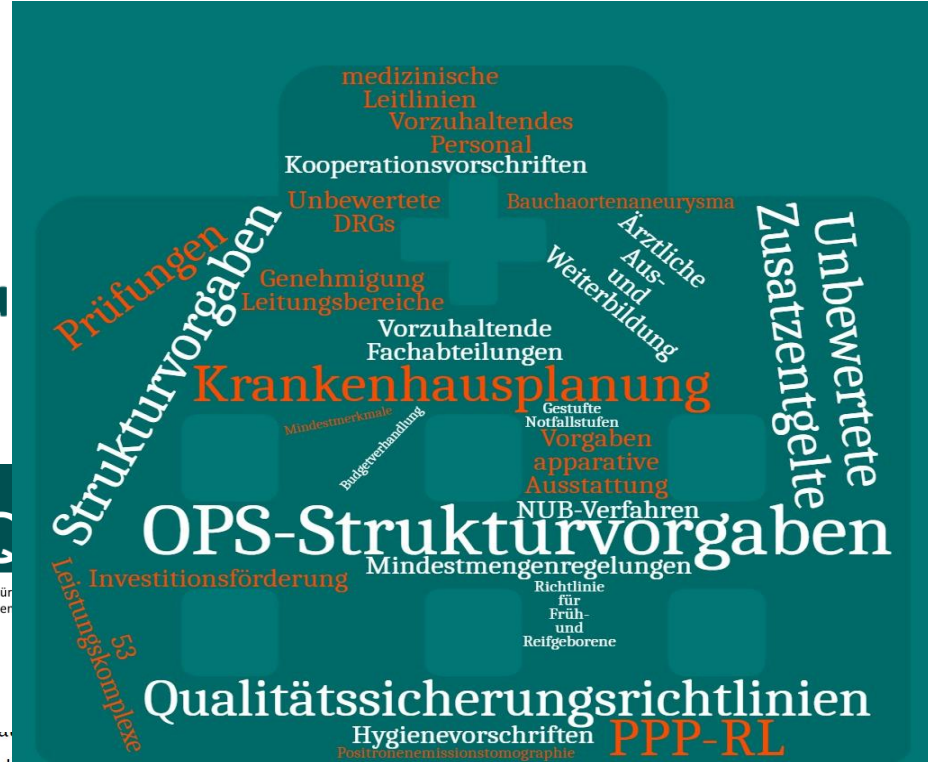 medizinische
Leitlinien
Vorzuhaltendes
Personal
Kooperationsvorschriften
Unbewertete
DRGs
Bauchaortenaneurysma
Prüfungen
Strukturvorgaben
Genehmigung
Leitungsbereiche
Ärztliche
Aus-
und
Weiterbildung
Unbewertete
Zusatzentgelte
Vorzuhaltende
Fachabteilungen
Krankenhausplanung
Mindestmerkmale
Budgetverhandlung
Gestufte
Notfallstufen
Vorgaben
apparative
Ausstattung
NUB-Verfahren
OPS-Strukturvorgaben
Mindestmengenregelungen
Investitionsförderung
Richtlinie
für
Früh-
und
Reifgeborene
53
Leistungskomplexe
Qualitätssicherungsrichtlinien
Hygienevorschriften
PPP-RL
Positronenemissionstomographie